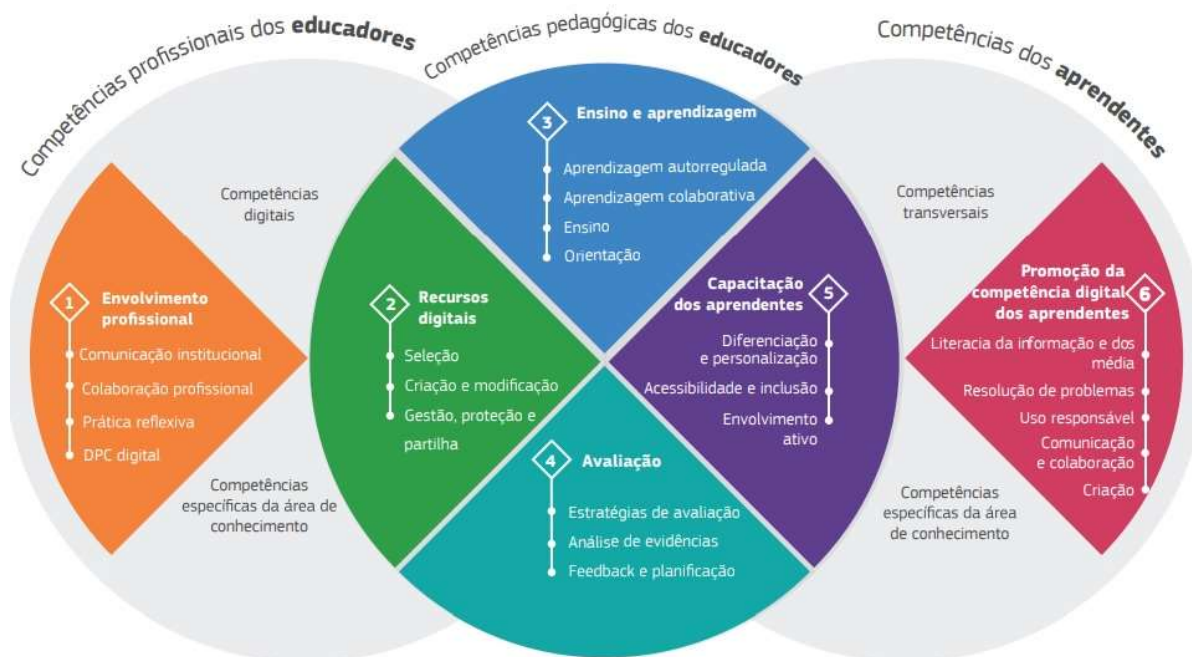 Competências profissionais dos educadores
Competências pedagógicas dos educadores
Competências dos aprendentes
Competências
digitais
1
Envolvimento
profissional
Comunicação institucional
Colaboração profissional
Prática reflexiva
DPC digital
Competências
específicas da área de
conhecimento
2
Recursos
digitais
Seleção
Criação e modificação
Gestão, proteção e
partilha
3
Ensino e aprendizagem
Aprendizagem autorregulada
Aprendizagem colaborativa
Ensino
Orientação
4
Avaliação
Estratégias de avaliação
Análise de evidências
Feedback e planificação
Capacitação
dos aprendentes
5
Diferenciação
e personalização
Acessibilidade e inclusão
Envolvimento
ativo
Competências
transversais
Promoção da
competência digital
dos aprendentes
6
Literacia da informação e dos
média
Resolução de problemas
Uso responsável
Comunicação
e colaboração
Criação
Competências
específicas da área
de conhecimento